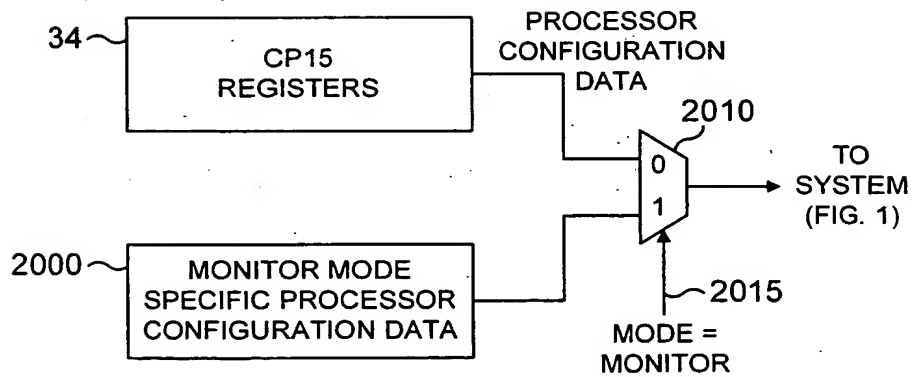 34
CP15
REGISTERS
PROCESSOR
CONFIGURATION
DATA
2010
0
1
TO
SYSTEM
(FIG. 1)
2000
MONITOR MODE
SPECIFIC PROCESSOR
CONFIGURATION DATA
2015
MODE =
MONITOR